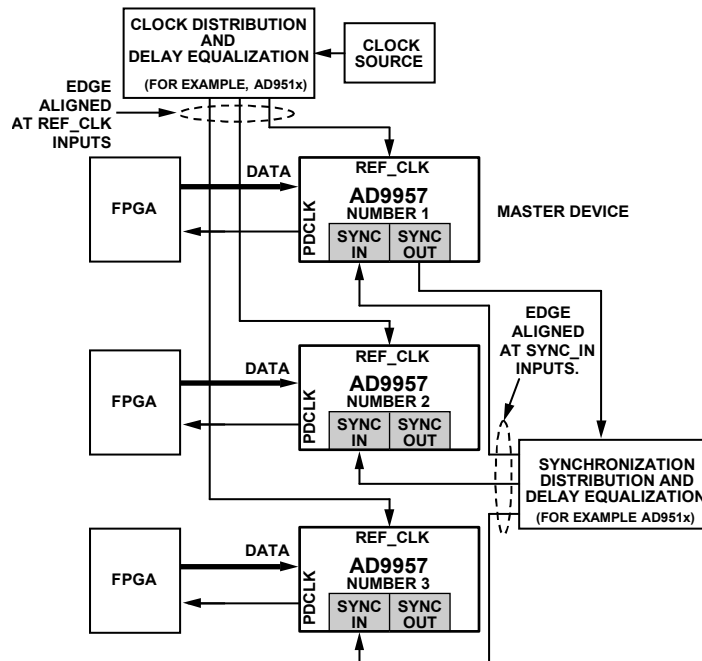 CLOCK DISTRIBUTION
AND
DELAY EQUALIZATION
(FOR EXAMPLE, AD951x)
CLOCK
SOURCE
EDGE
ALIGNED
AT REF_CLK
INPUTS
FPGA
DATA
REF_CLK
AD9957
NUMBER 1
PDCLK
SYNC
IN
SYNC
OUT
MASTER DEVICE
EDGE
ALIGNED
AT SYNC_IN
INPUTS.
FPGA
DATA
REF_CLK
AD9957
NUMBER 2
PDCLK
SYNC
IN
SYNC
OUT
SYNCHRONIZATION
DISTRIBUTION AND
DELAY EQUALIZATION
(FOR EXAMPLE AD951x)
FPGA
DATA
REF_CLK
AD9957
NUMBER 3
PDCLK
SYNC
IN
SYNC
OUT